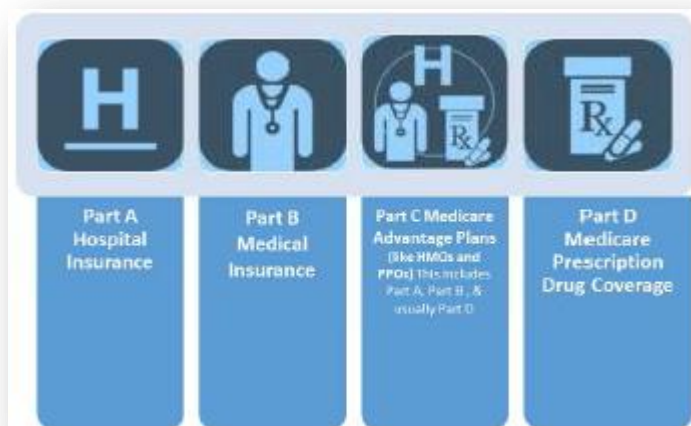 H
H
Rx
Rx
Part A
Hospital
Insurance
Part B
Medical
Insurance
Part C Medicare
Advantage Plans
(like HMOs and
PPOs) This includes
Part A, Part B , &
usually Part D
Part D
Medicare
Prescription
Drug Coverage